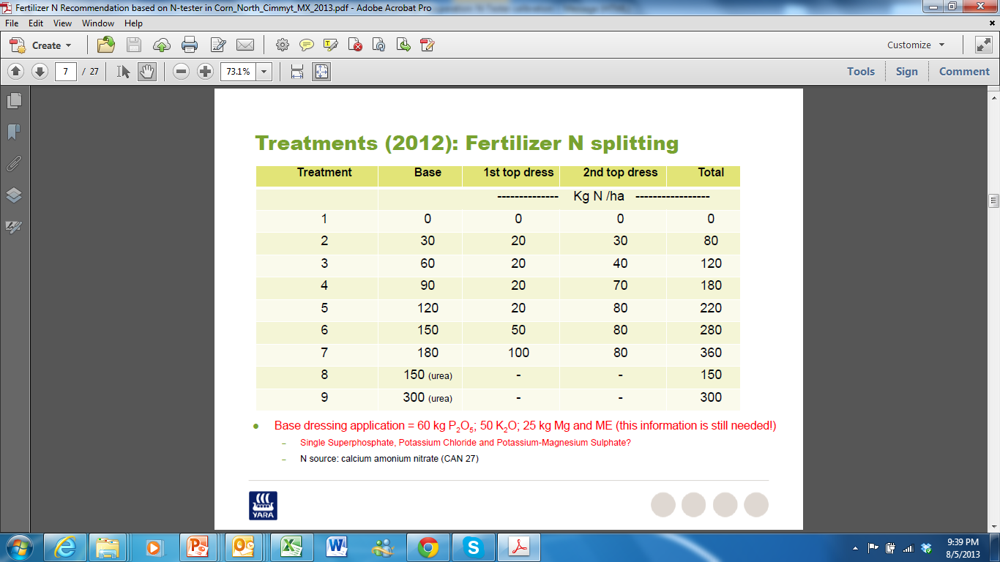 Fertilizer N Recommendation based on N-tester in Corn_North_Cimmyt_MX_2013.pdf - Adobe Acrobat Pro
File Edit View Window Help
Create Customize
7 / 27 73.1% Tools Sign Comment
Treatments (2012): Fertilizer N splitting
Treatment Base 1st top dress 2nd top dress Total
-------------- Kg N /ha -----------------
1 0 0 0 0
2 30 20 30 80
3 60 20 40 120
4 90 20 70 180
5 120 20 80 220
6 150 50 80 280
7 180 100 80 360
8 150 (urea) - - 150
9 300 (urea) - - 300
● Base dressing application = 60 kg P₂O₅; 50 K₂O; 25 kg Mg and ME (this information is still needed!)
– Single Superphosphate, Potassium Chloride and Potassium-Magnesium Sulphate?
– N source: calcium amonium nitrate (CAN 27)
YARA
9:39 PM
8/5/2013